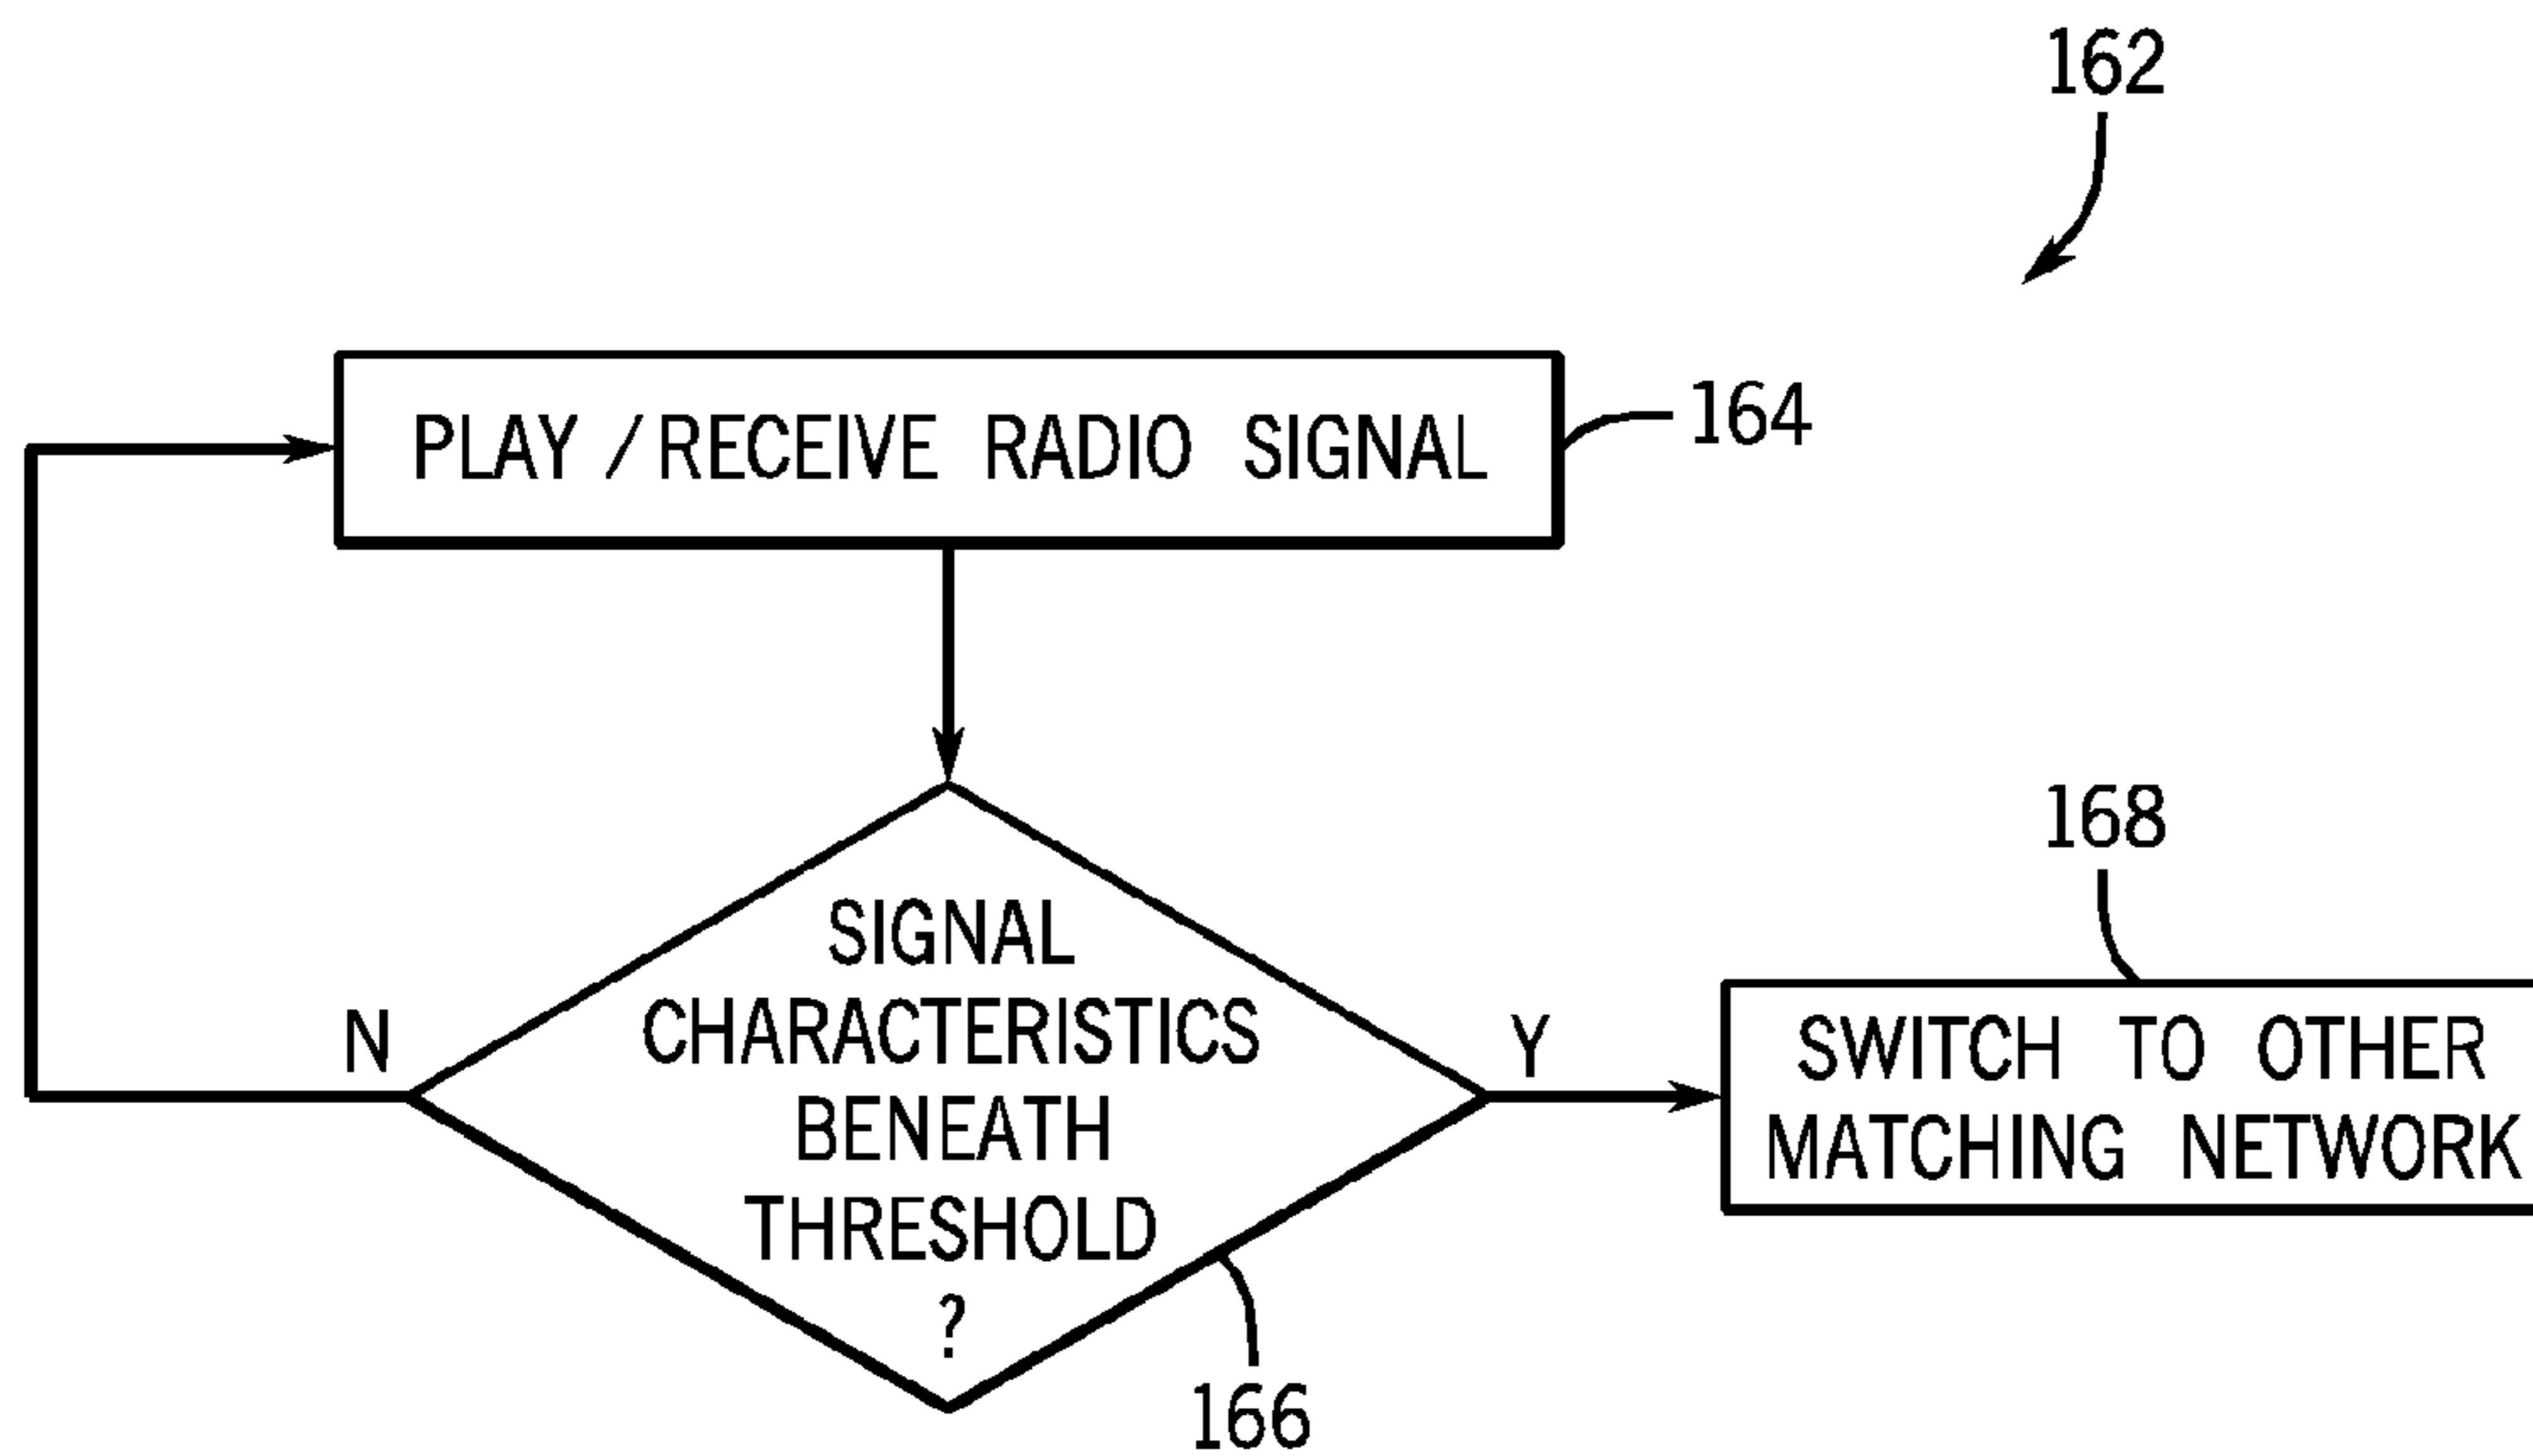 162
PLAY / RECEIVE RADIO SIGNAL
164
SIGNAL
CHARACTERISTICS
BENEATH
THRESHOLD
?
N
Y
166
168
SWITCH TO OTHER
MATCHING NETWORK